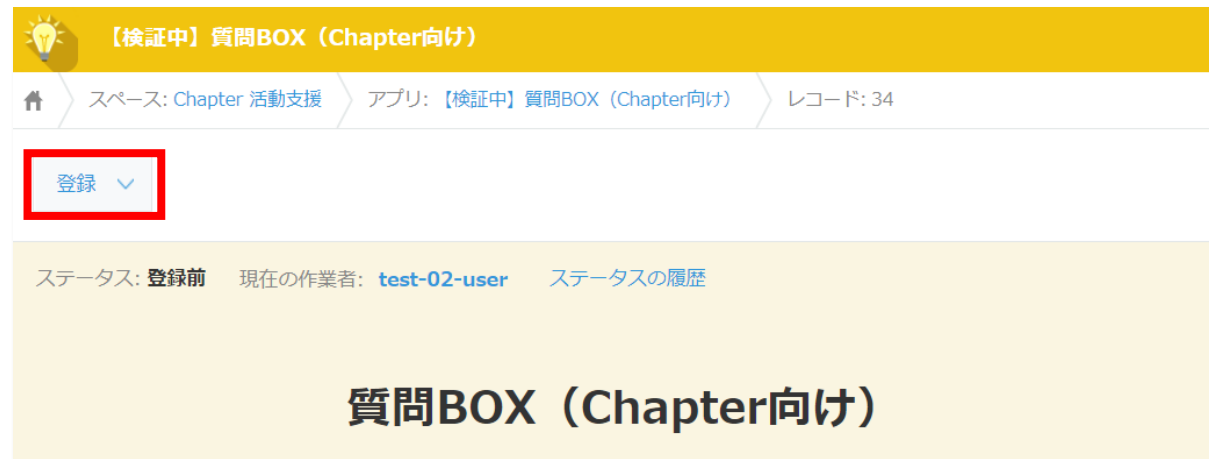 【検証中】質問BOX（Chapter向け）
スペース: Chapter 活動支援 アプリ: 【検証中】質問BOX（Chapter向け） レコード: 34
登録
ステータス: 登録前 現在の作業者: test-02-user ステータスの履歴
質問BOX（Chapter向け）